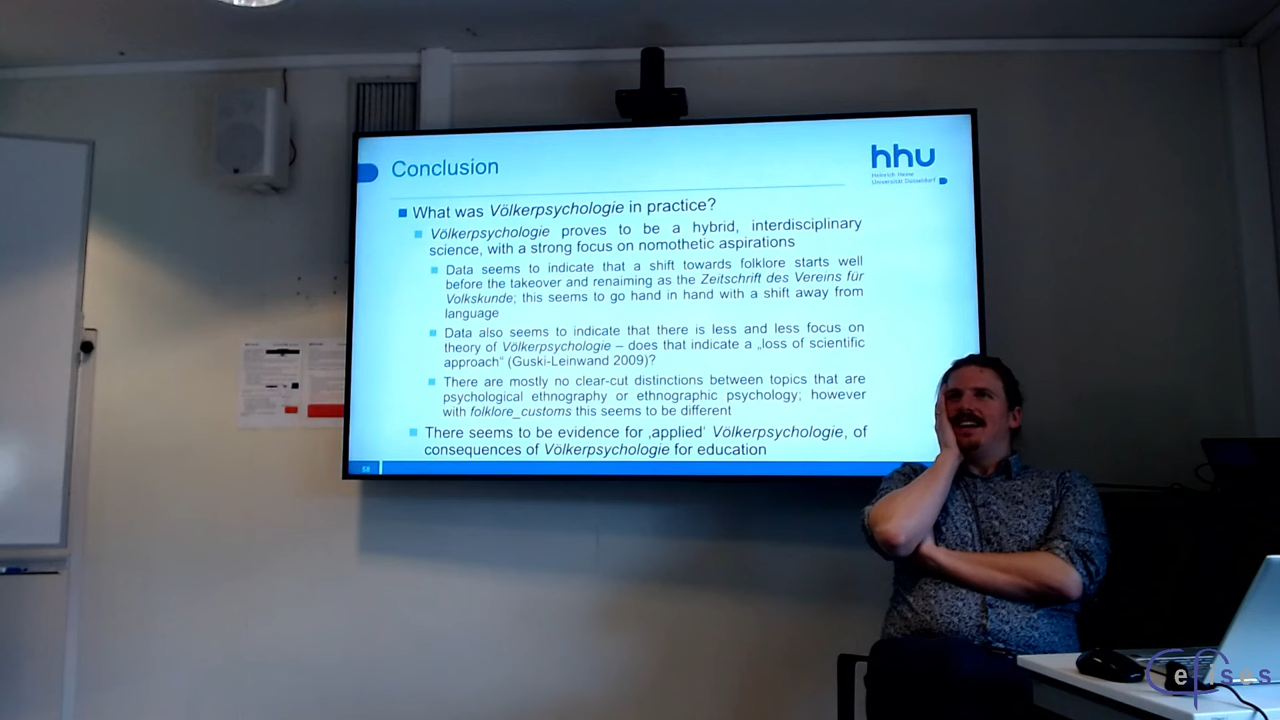 Conclusion
hhu
Heinrich Heine
Universität Düsseldorf
What was Völkerpsychologie in practice?
Völkerpsychologie proves to be a hybrid, interdisciplinary
science, with a strong focus on nomothetic aspirations
Data seems to indicate that a shift towards folklore starts well
before the takeover and renaiming as the Zeitschrift des Vereins für
Volkskunde; this seems to go hand in hand with a shift away from
language
Data also seems to indicate that there is less and less focus on
theory of Völkerpsychologie – does that indicate a „loss of scientific
approach“ (Guski-Leinwand 2009)?
There are mostly no clear-cut distinctions between topics that are
psychological ethnography or ethnographic psychology; however
with folklore_customs this seems to be different
There seems to be evidence for ‚applied‘ Völkerpsychologie, of
consequences of Völkerpsychologie for education
58
Cefises